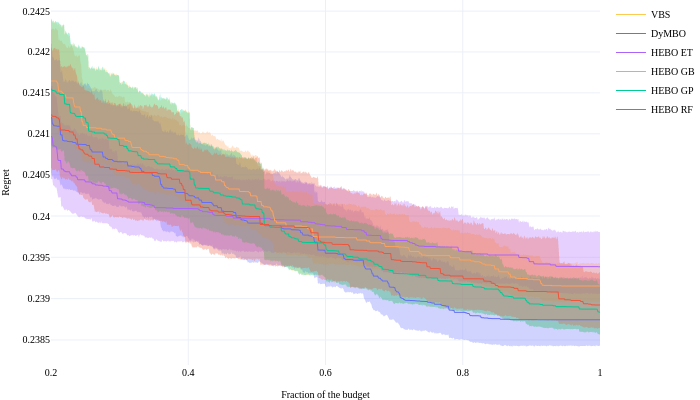 0.2425
0.242
0.2415
0.241
0.2405
0.24
0.2395
0.239
0.2385
Regret
0.2
0.4
0.6
0.8
1
Fraction of the budget
VBS
DyMBO
HEBO ET
HEBO GB
HEBO GP
HEBO RF